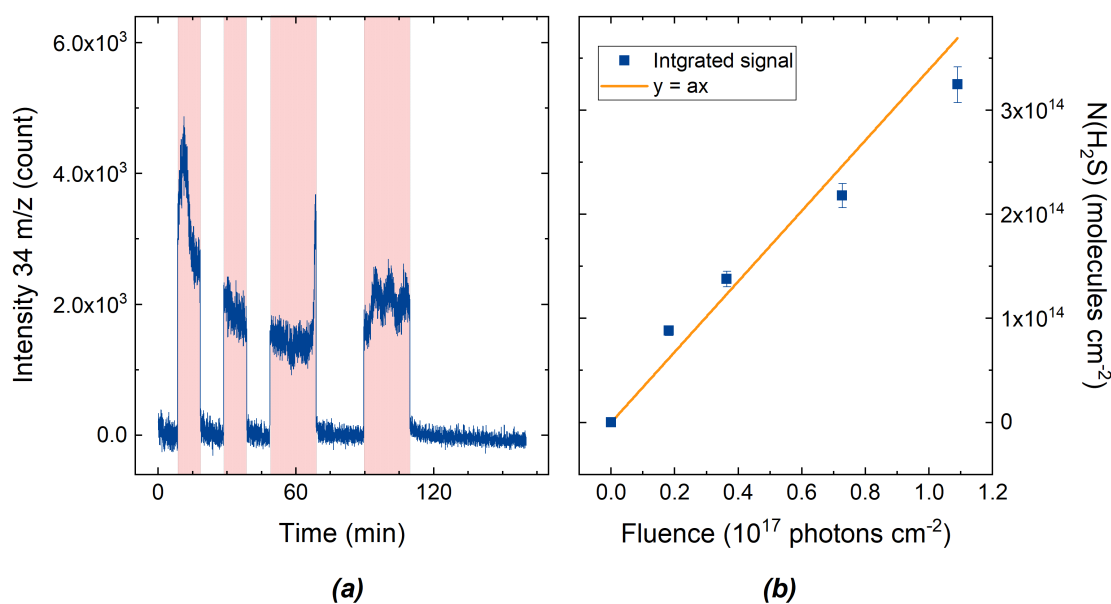 6.0x10³
4.0x10³
2.0x10³
0.0
Intensity 34 m/z (count)
0
60
120
Time (min)
(a)
Intgrated signal
y = ax
3x10¹⁴
2x10¹⁴
1x10¹⁴
0
N(H₂S) (molecules cm⁻²)
0.0
0.2
0.4
0.6
0.8
1.0
1.2
Fluence (10¹⁷ photons cm⁻²)
(b)